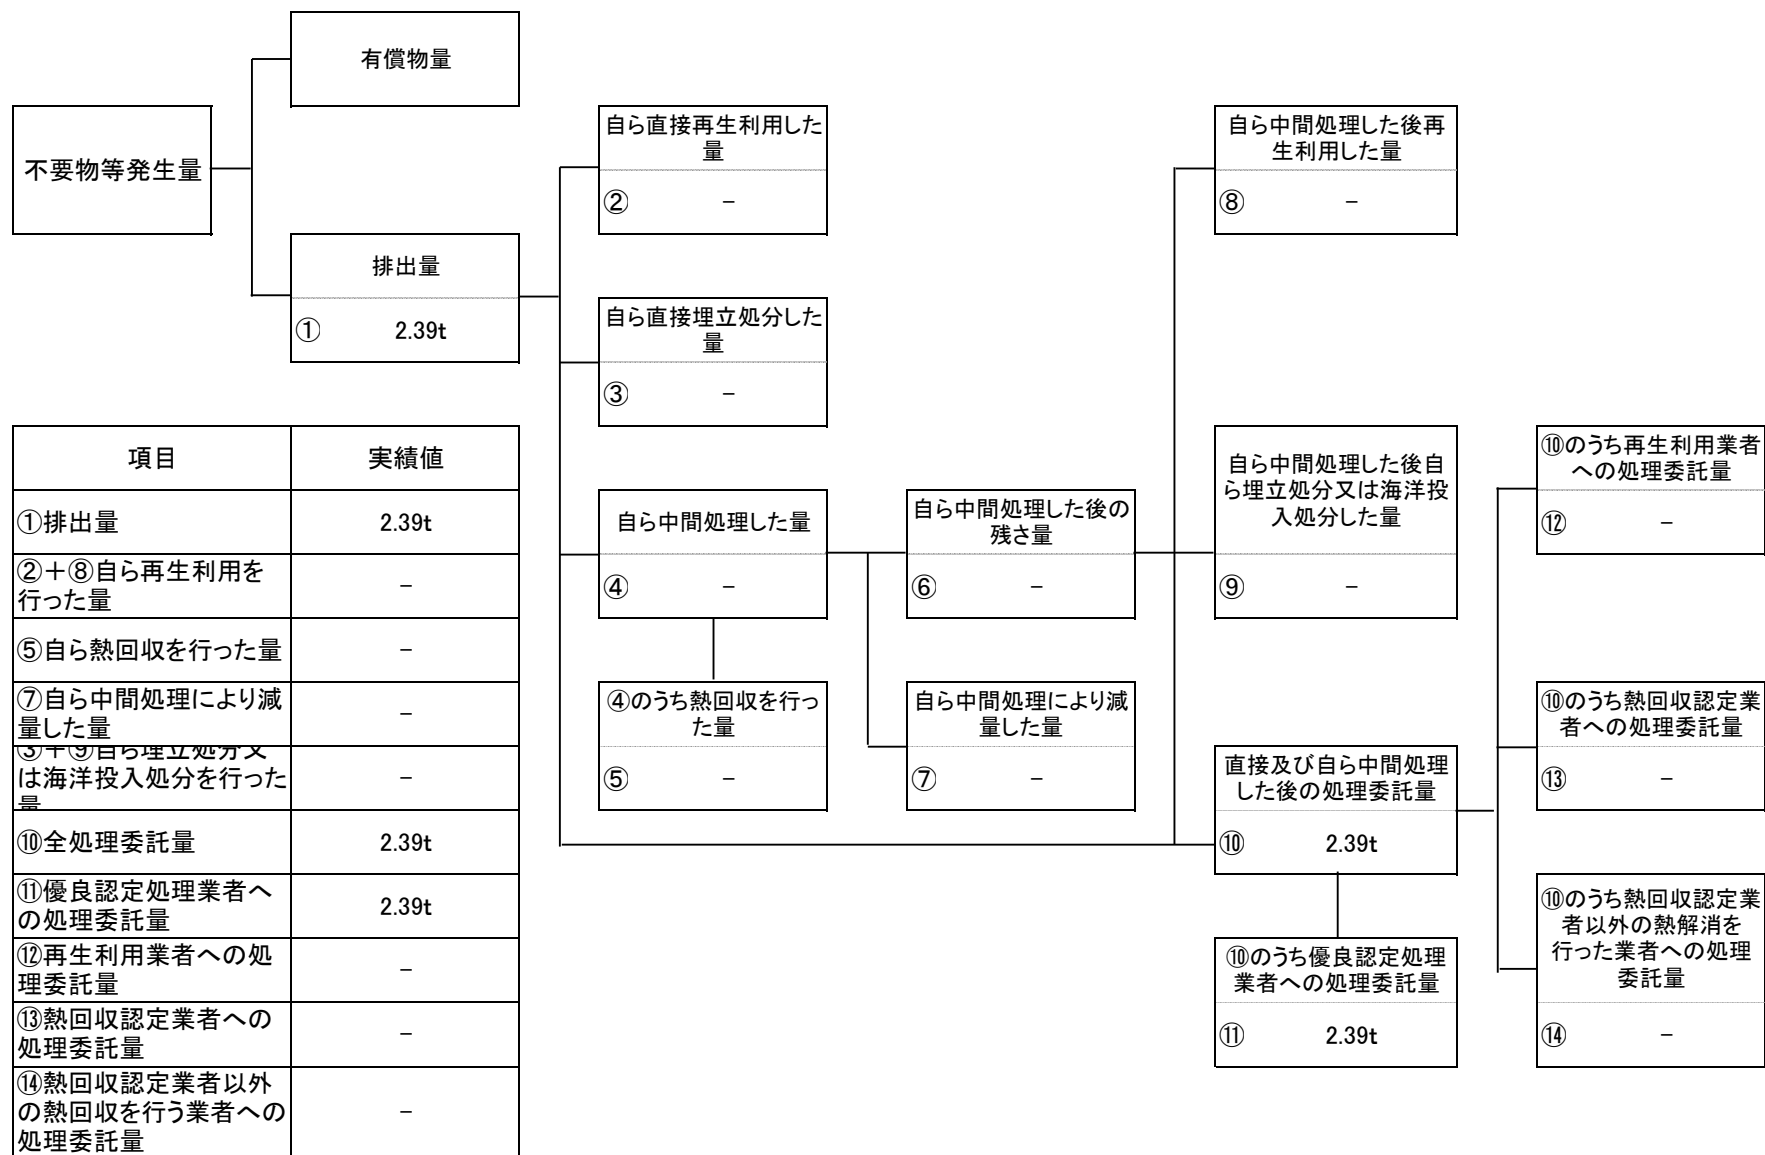 有償物量
不要物等発生量
排出量
① 2.39t
自ら直接再生利用した
量
② −
自ら直接埋立処分した
量
③ −
自ら中間処理した量
④ −
④のうち熱回収を行っ
た量
⑤ −
自ら中間処理した後の
残さ量
⑥ −
自ら中間処理により減
量した量
⑦ −
自ら中間処理した後再
生利用した量
⑧ −
自ら中間処理した後自
ら埋立処分又は海洋投
入処分した量
⑨ −
直接及び自ら中間処理
した後の処理委託量
⑩ 2.39t
⑩のうち優良認定処理
業者への処理委託量
⑪ 2.39t
⑩のうち再生利用業者
への処理委託量
⑫ −
⑩のうち熱回収認定業
者への処理委託量
⑬ −
⑩のうち熱回収認定業
者以外の熱解消を
行った業者への処理
委託量
⑭ −
項目 実績値
①排出量 2.39t
②＋⑧自ら再生利用を
行った量 −
⑤自ら熱回収を行った量 −
⑦自ら中間処理により減
量した量 −
③＋⑨自ら埋立処分又
は海洋投入処分を行った
量 −
⑩全処理委託量 2.39t
⑪優良認定処理業者へ
の処理委託量 2.39t
⑫再生利用業者への処
理委託量 −
⑬熱回収認定業者への
処理委託量 −
⑭熱回収認定業者以外
の熱回収を行う業者への
処理委託量 −